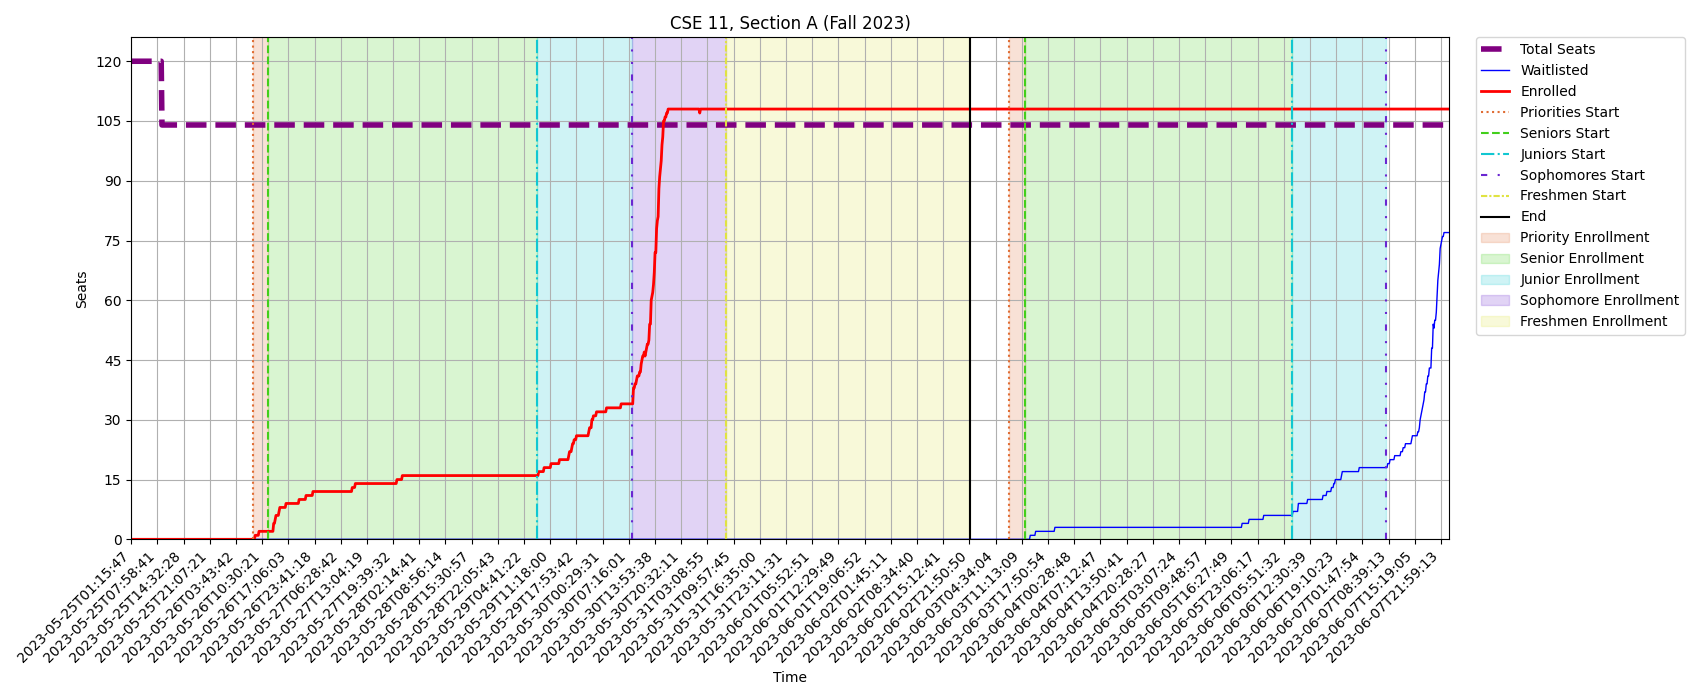 CSE 11, Section A (Fall 2023)
Seats
120
105
90
75
60
45
30
15
0
2023-05-25T01:15:47
2023-05-25T07:58:41
2023-05-25T14:32:28
2023-05-25T21:07:21
2023-05-26T03:43:42
2023-05-26T10:30:21
2023-05-26T17:06:03
2023-05-26T23:41:18
2023-05-27T06:28:42
2023-05-27T13:04:19
2023-05-27T19:39:32
2023-05-28T02:14:41
2023-05-28T08:56:14
2023-05-28T15:30:57
2023-05-28T22:05:43
2023-05-29T04:41:22
2023-05-29T11:18:00
2023-05-29T17:53:42
2023-05-30T00:29:31
2023-05-30T07:16:01
2023-05-30T13:53:38
2023-05-30T20:32:11
2023-05-31T03:08:55
2023-05-31T09:57:45
2023-05-31T16:35:00
2023-05-31T23:11:31
2023-06-01T05:52:51
2023-06-01T12:29:49
2023-06-01T19:06:52
2023-06-02T01:45:11
2023-06-02T08:34:40
2023-06-02T15:12:41
2023-06-02T21:50:50
2023-06-03T04:34:04
2023-06-03T11:13:09
2023-06-03T17:50:54
2023-06-04T00:28:48
2023-06-04T07:12:47
2023-06-04T13:50:41
2023-06-04T20:28:27
2023-06-05T03:07:24
2023-06-05T09:48:57
2023-06-05T16:27:49
2023-06-05T23:06:17
2023-06-06T05:51:32
2023-06-06T12:30:39
2023-06-06T19:10:23
2023-06-07T01:47:54
2023-06-07T08:39:13
2023-06-07T15:19:05
2023-06-07T21:59:13
Time
Total Seats
Waitlisted
Enrolled
Priorities Start
Seniors Start
Juniors Start
Sophomores Start
Freshmen Start
End
Priority Enrollment
Senior Enrollment
Junior Enrollment
Sophomore Enrollment
Freshmen Enrollment